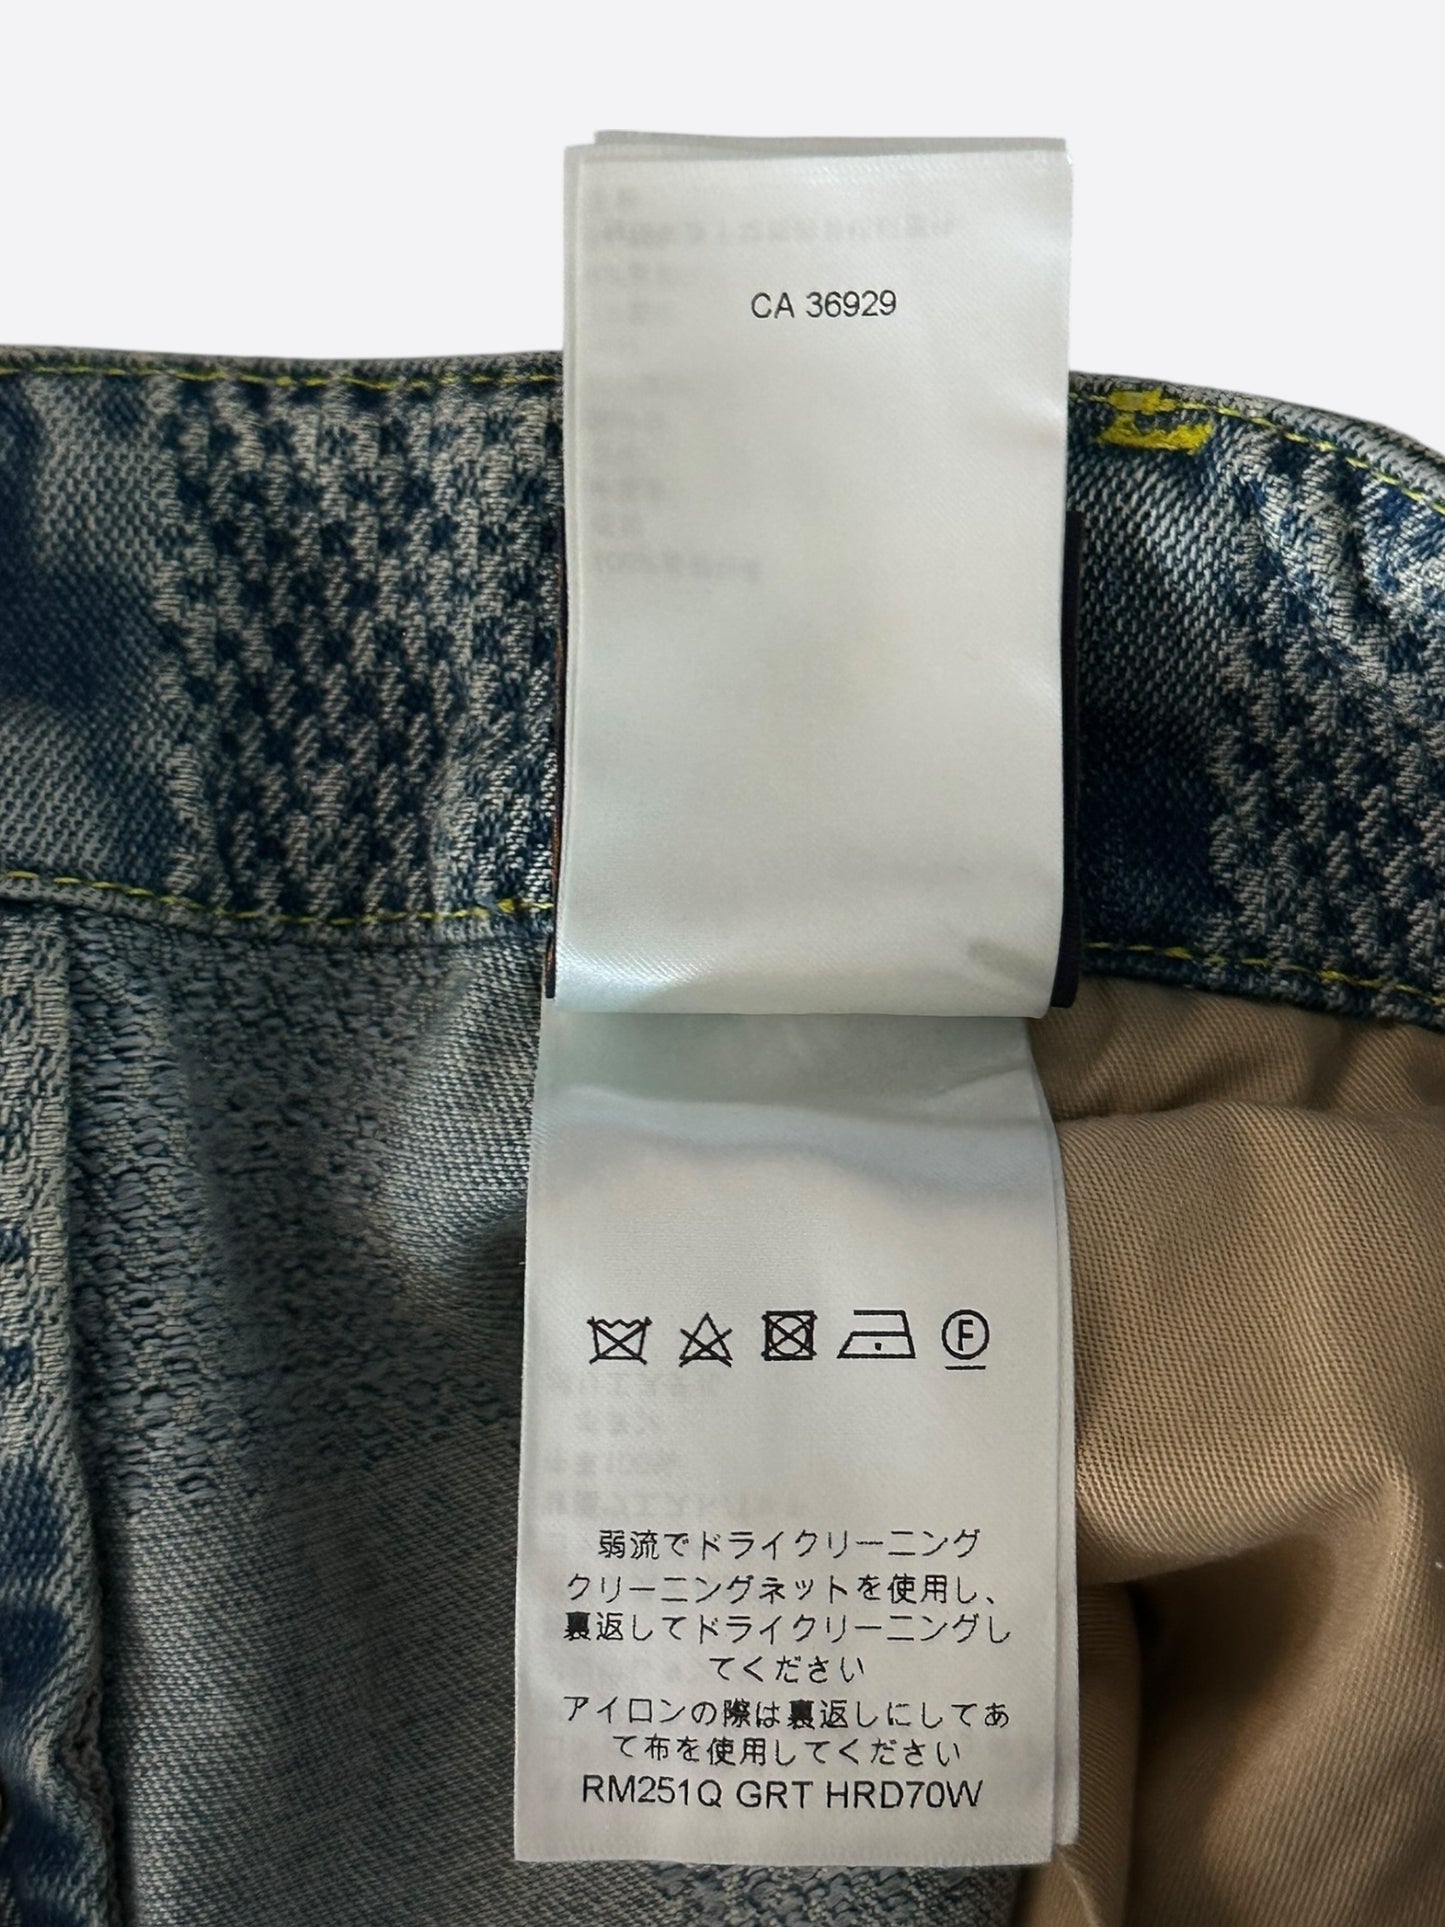 CA 36929
F
弱流でドライクリーニング
クリーニングネットを使用し、
裏返してドライクリーニングし
てください
アイロンの際は裏返しにしてあ
て布を使用してください
RM251Q GRT HRD70W